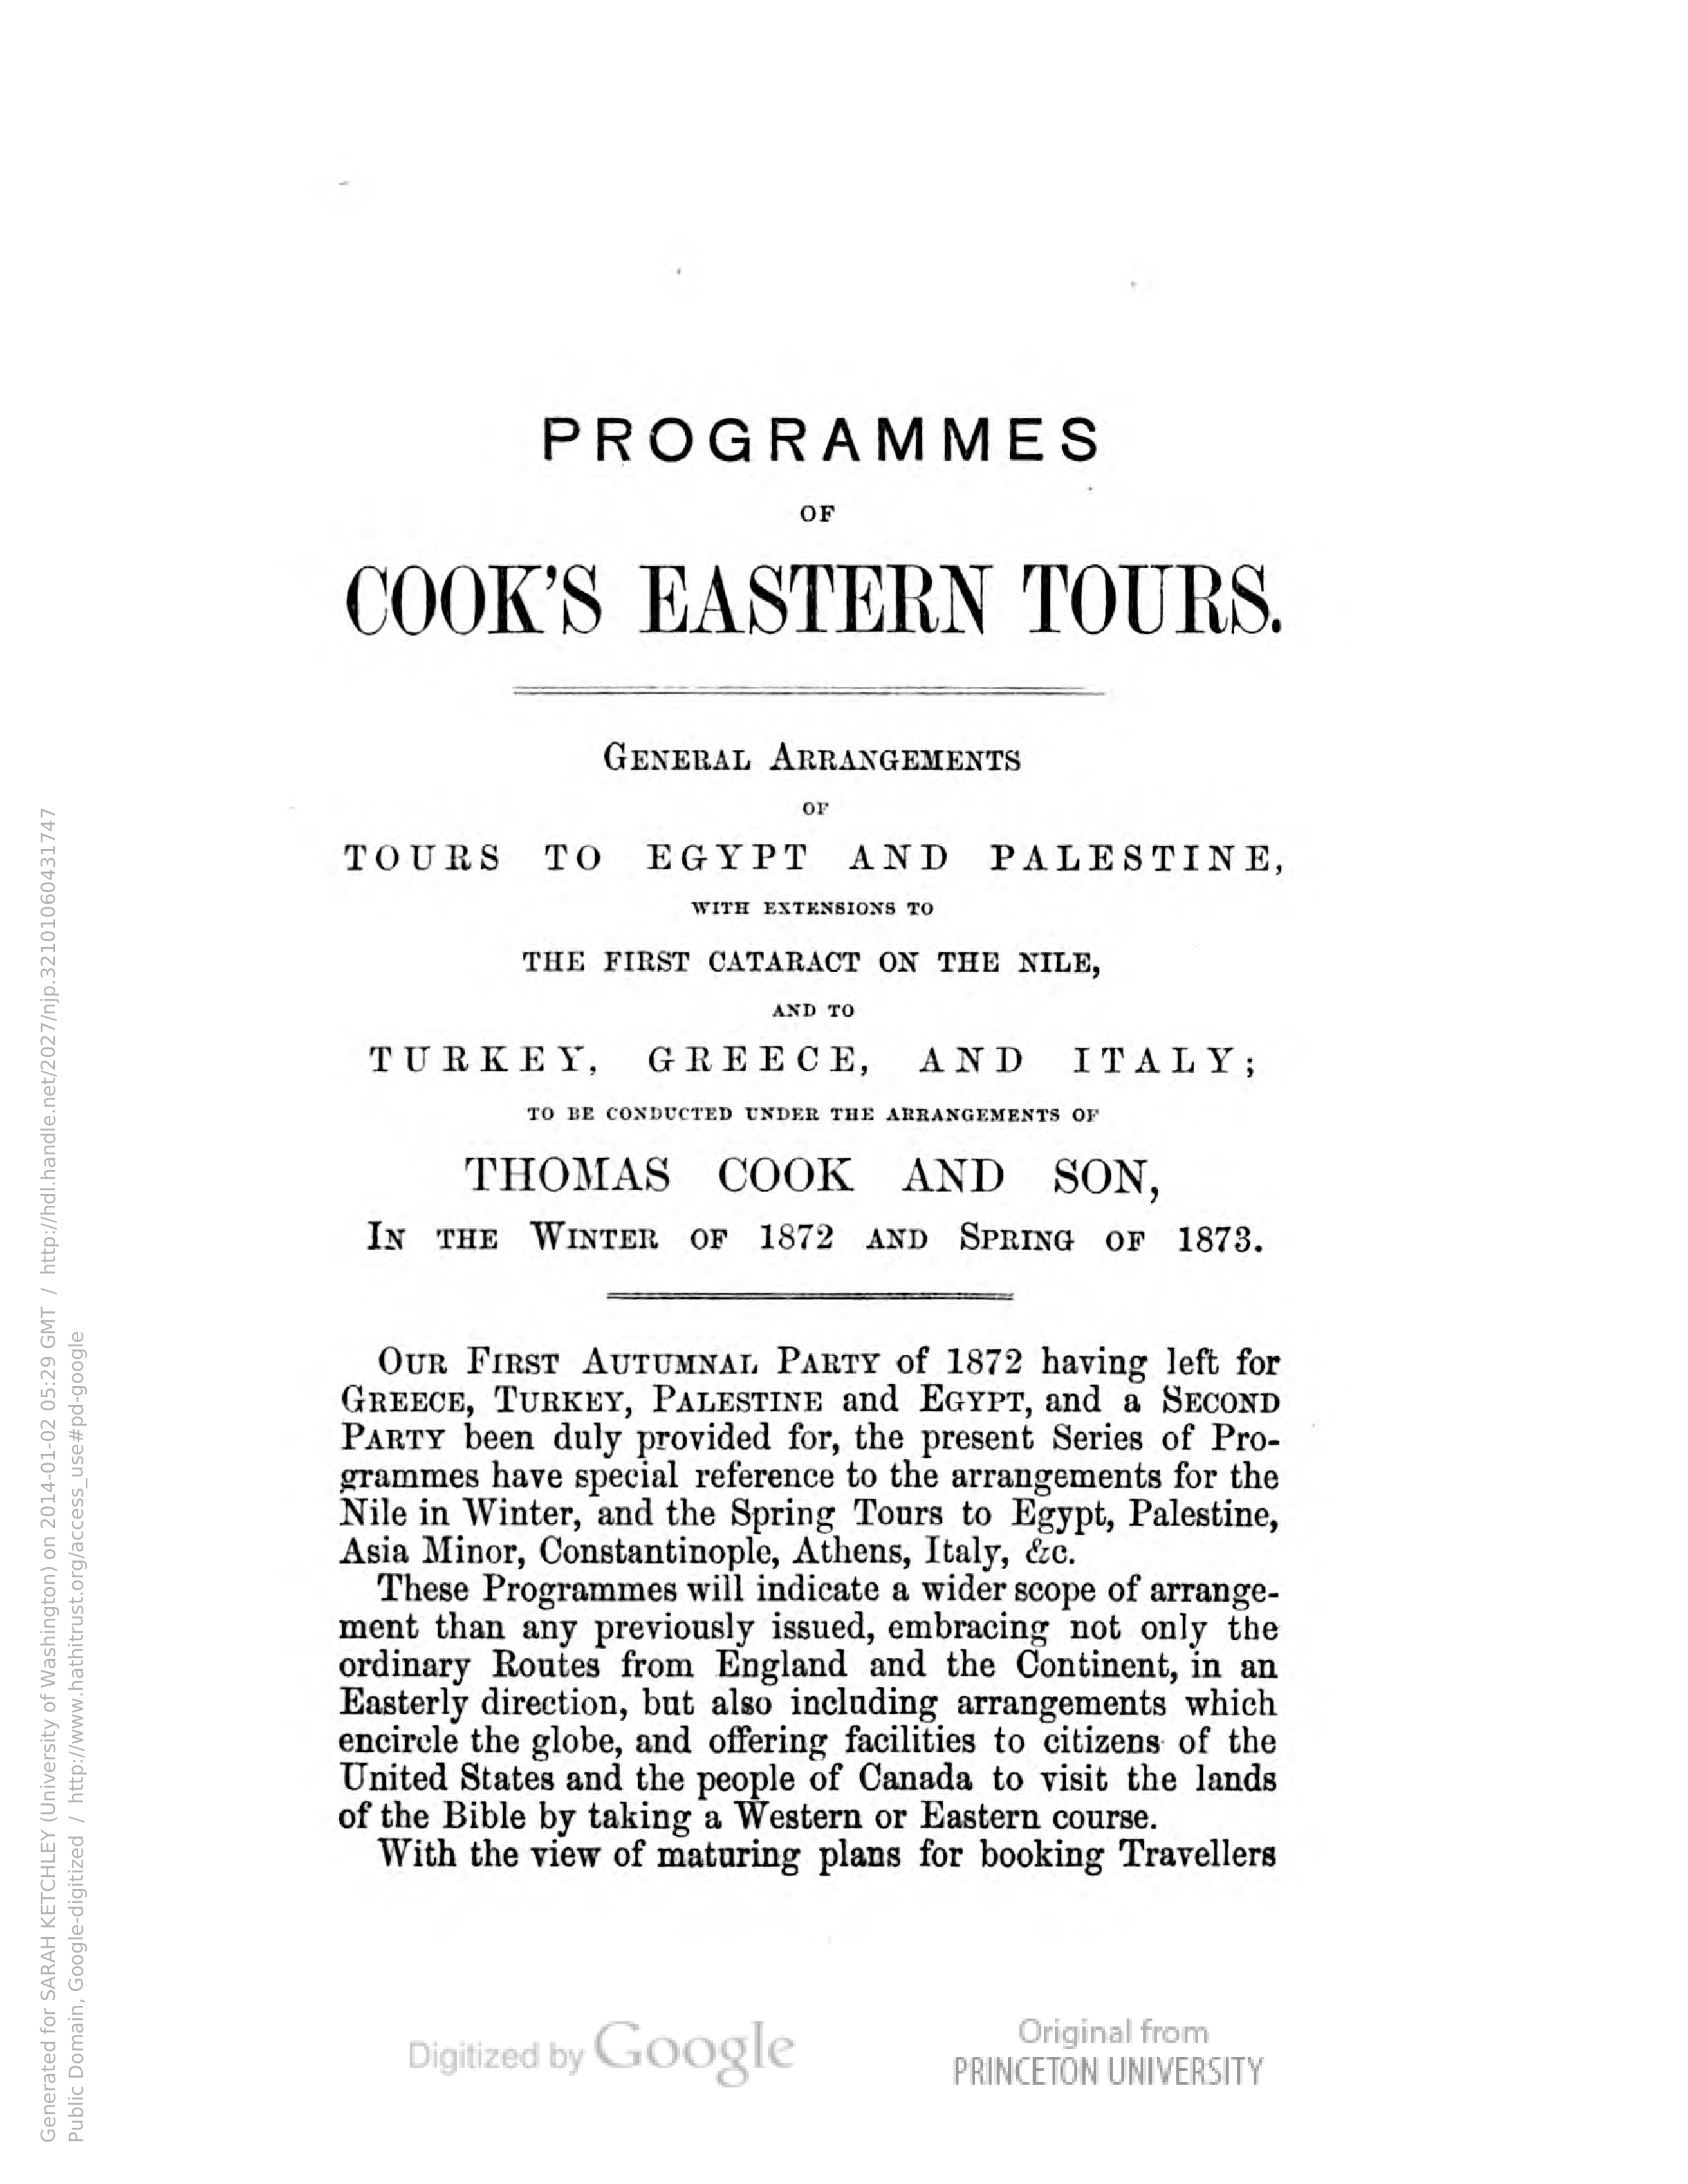 PROGRAMMES
OF
COOK'S EASTERN TOURS.
GENERAL ARRANGEMENTS
OF
TOURS TO EGYPT AND PALESTINE,
WITH EXTENSIONS TO
THE FIRST CATARACT ON THE NILE,
AND TO
TURKEY, GREECE, AND ITALY;
TO BE CONDUCTED UNDER THE ARRANGEMENTS OF
THOMAS COOK AND SON,
IN THE WINTER OF 1872 AND SPRING OF 1873.
OUR FIRST AUTUMNAL PARTY of 1872 having left for
GREECE, TURKEY, PALESTINE and EGYPT, and a SECOND
PARTY been duly provided for, the present Series of Pro-
grammes have special reference to the arrangements for the
Nile in Winter, and the Spring Tours to Egypt, Palestine,
Asia Minor, Constantinople, Athens, Italy, &c.
These Programmes will indicate a wider scope of arrange-
ment than any previously issued, embracing not only the
ordinary Routes from England and the Continent, in an
Easterly direction, but also including arrangements which
encircle the globe, and offering facilities to citizens of the
United States and the people of Canada to visit the lands
of the Bible by taking a Western or Eastern course.
With the view of maturing plans for booking Travellers
Digitized by Google
Original from
PRINCETON UNIVERSITY
Generated for SARAH KETCHLEY (University of Washington) on 2014-01-02 05:29 GMT / http://hdl.handle.net/2027/njp.32101060431747
Public Domain, Google-digitized / http://www.hathitrust.org/access_use#pd-google